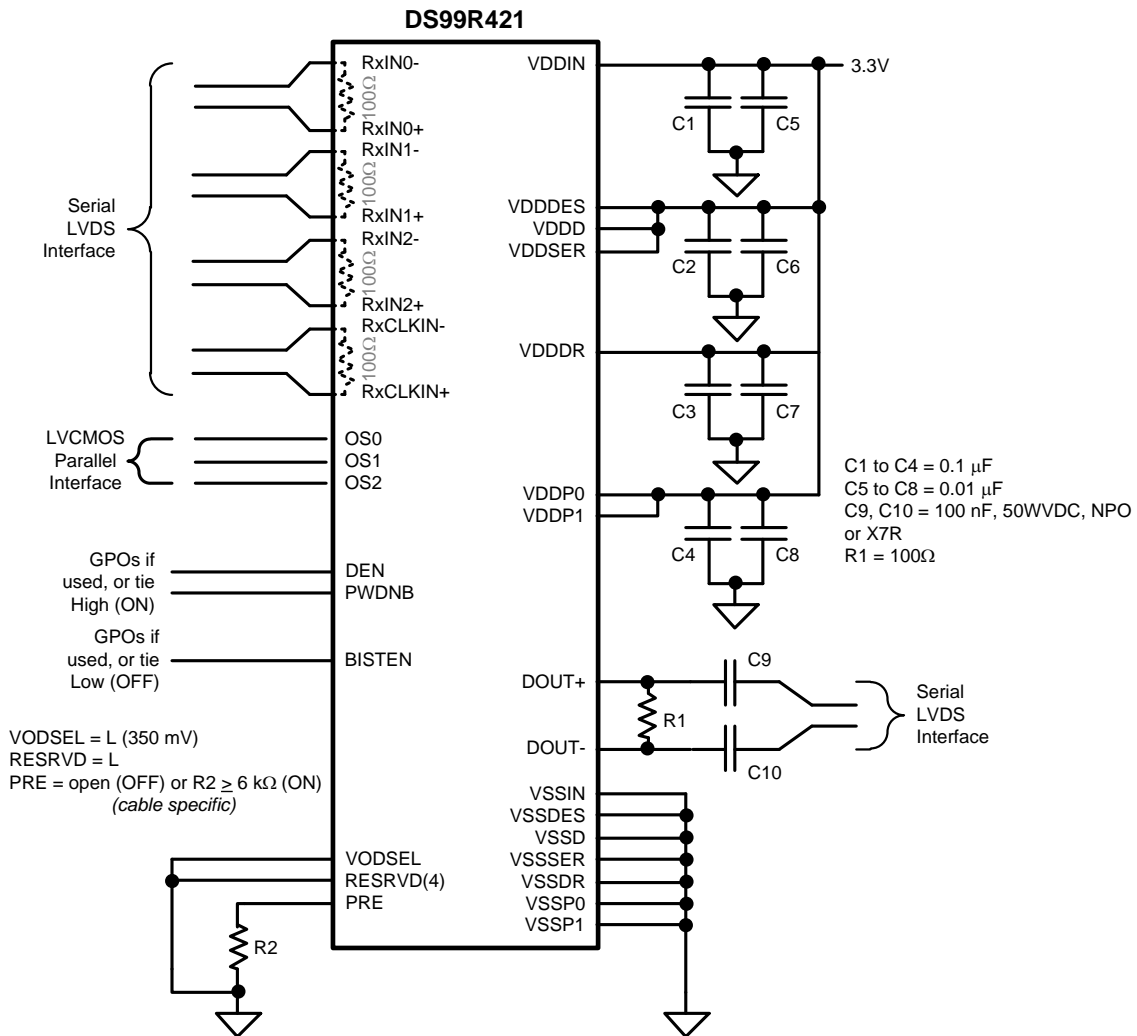 DS99R421
RxIN0-
100Ω
RxIN0+
RxIN1-
100Ω
RxIN1+
RxIN2-
100Ω
RxIN2+
RxCLKIN-
100Ω
RxCLKIN+
Serial
LVDS
Interface
LVCMOS
Parallel
Interface
OS0
OS1
OS2
GPOs if
used, or tie
High (ON)
DEN
PWDNB
GPOs if
used, or tie
Low (OFF)
BISTEN
VODSEL = L (350 mV)
RESRVD = L
PRE = open (OFF) or R2 ≥ 6 kΩ (ON)
(cable specific)
VODSEL
RESRVD(4)
PRE
R2
VDDIN
3.3V
C1
C5
VDDDES
VDDD
VDDSER
C2
C6
VDDDR
C3
C7
VDDP0
VDDP1
C4
C8
C1 to C4 = 0.1 μF
C5 to C8 = 0.01 μF
C9, C10 = 100 nF, 50WVDC, NPO
or X7R
R1 = 100Ω
DOUT+
C9
R1
DOUT-
C10
Serial
LVDS
Interface
VSSIN
VSSDES
VSSD
VSSSER
VSSDR
VSSP0
VSSP1